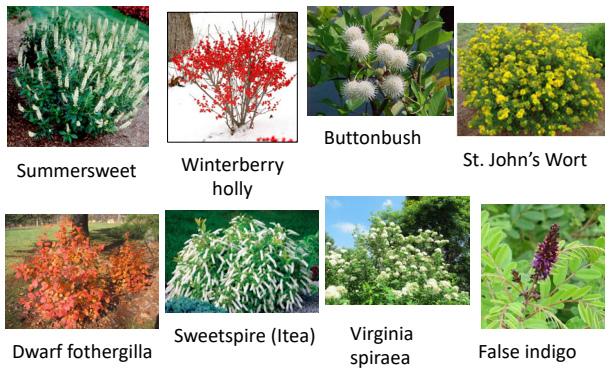 Summersweet
Winterberry
holly
Buttonbush
St. John’s Wort
Dwarf fothergilla
Sweetspire (Itea)
Virginia
spiraea
False indigo